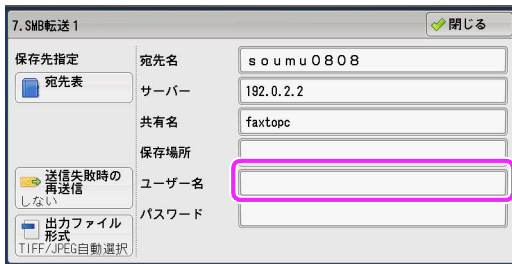 7. SMB転送 1
閉じる
保存先指定
宛先表
宛先名
soumu0808
サーバー
192.0.2.2
共有名
faxtopc
保存場所
送信失敗時の
再送信
しない
ユーザー名
パスワード
出力ファイル
形式
TIFF/JPEG自動選択